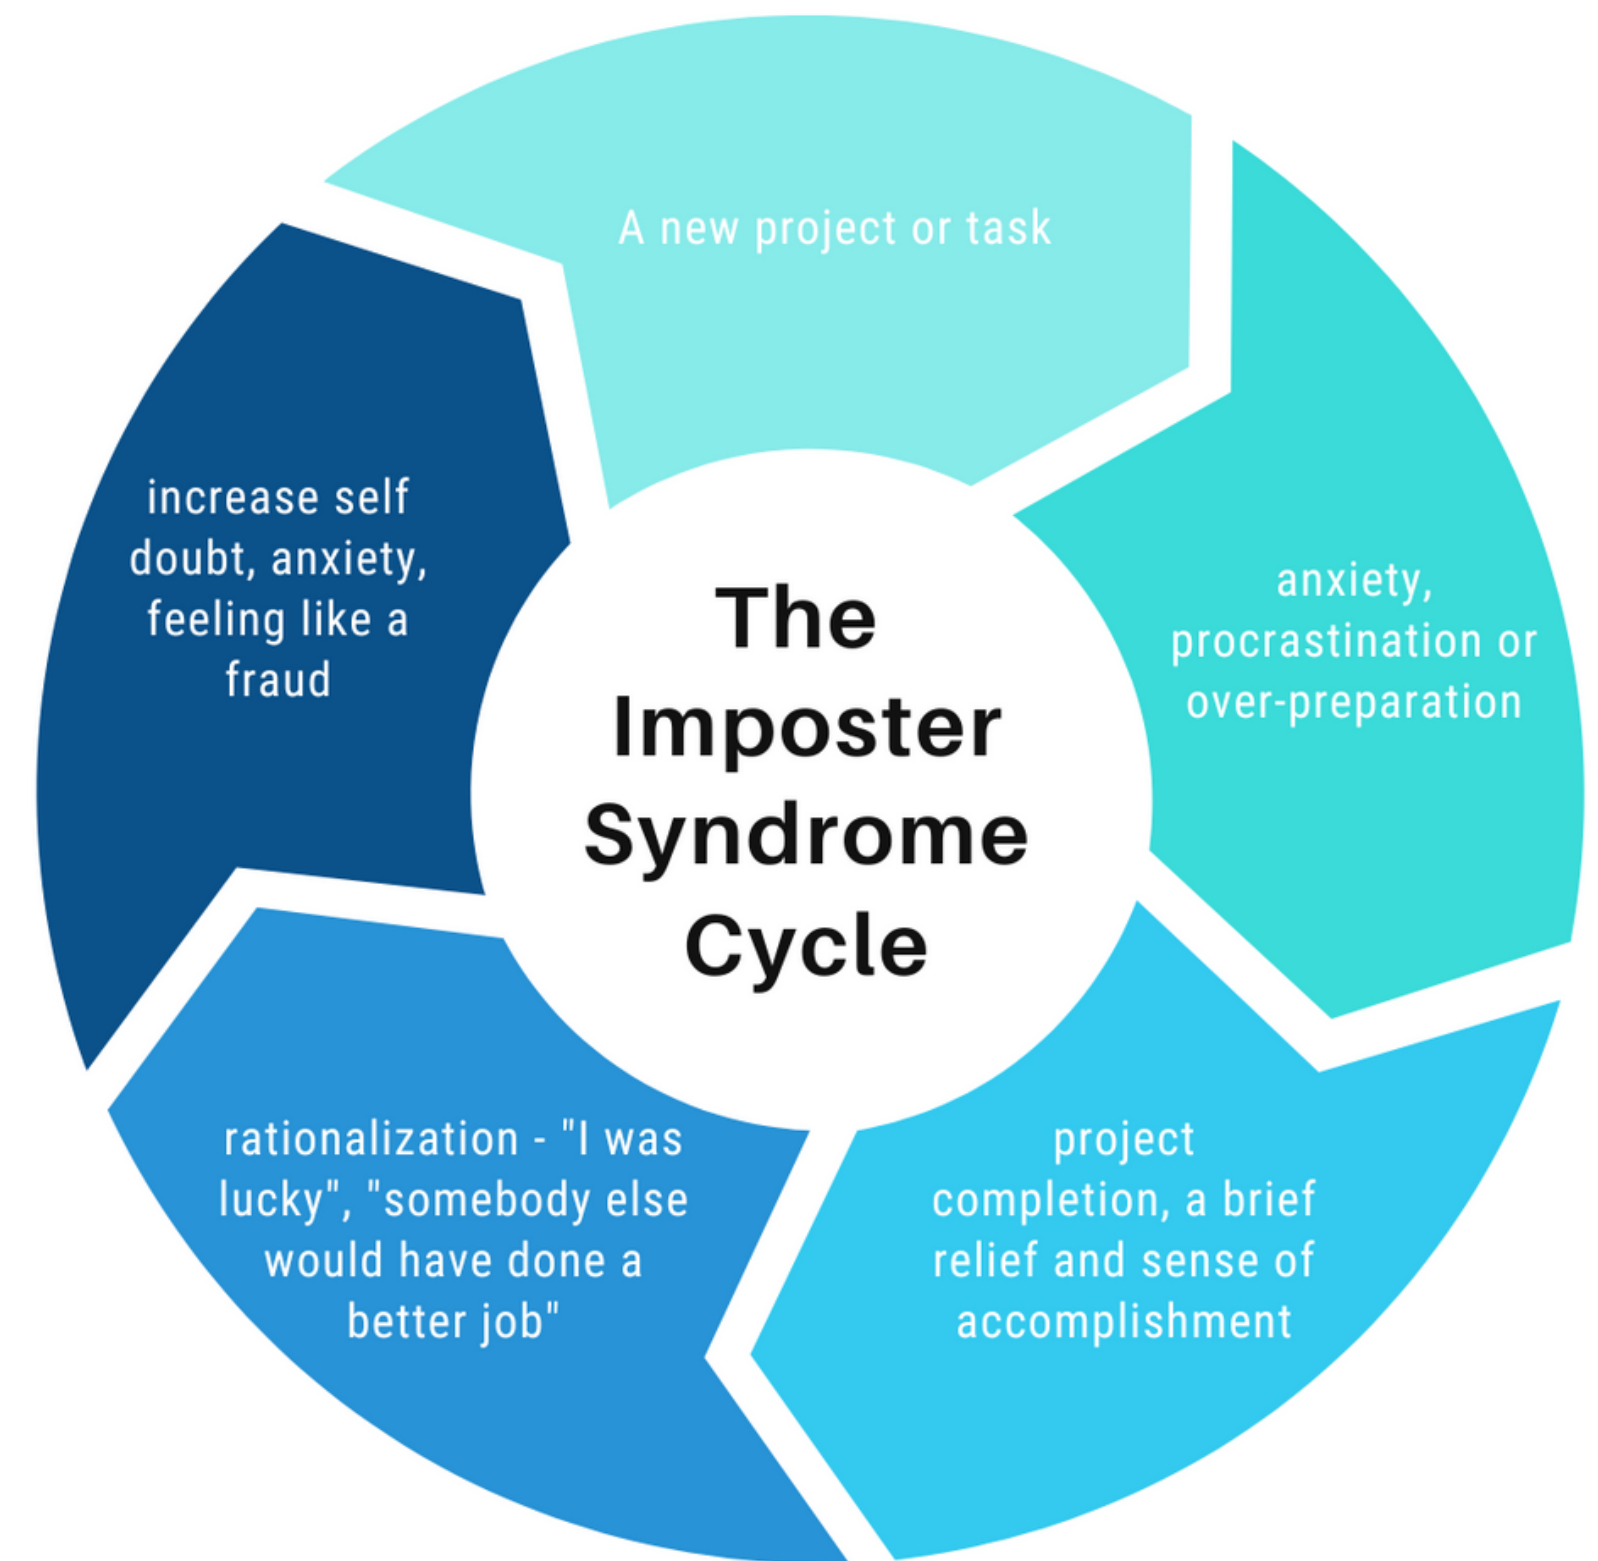 The
Imposter
Syndrome
Cycle
A new project or task
anxiety,
procrastination or
over-preparation
project
completion, a brief
relief and sense of
accomplishment
rationalization - "I was
lucky", "somebody else
would have done a
better job"
increase self
doubt, anxiety,
feeling like a
fraud